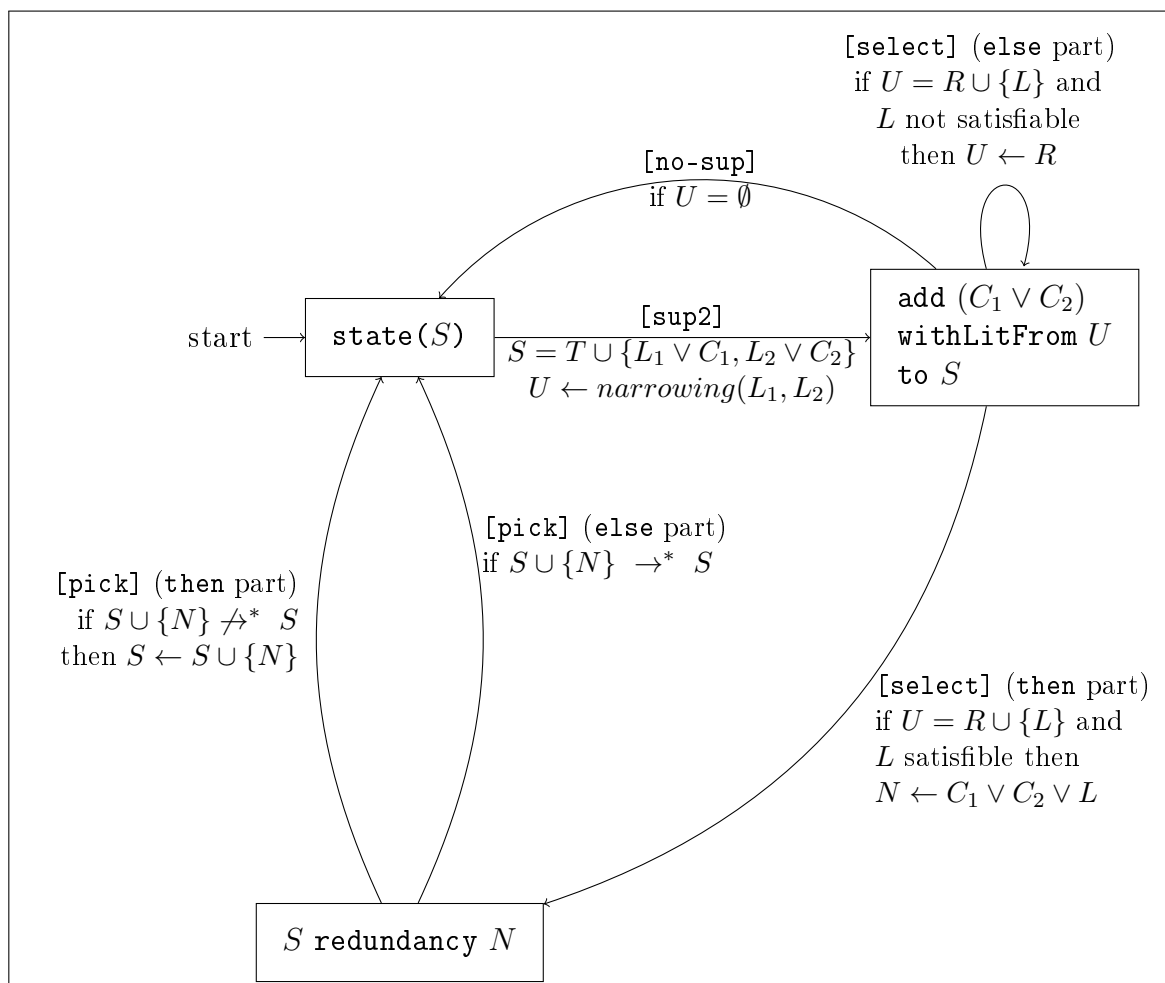 [select] (else part)
if U = R ∪ {L} and
L not satisfiable
then U ← R
[no-sup]
if U = ∅
start
state(S)
[sup2]
S = T ∪ {L₁ ∨ C₁, L₂ ∨ C₂}
U ← narrowing(L₁, L₂)
add (C₁ ∨ C₂)
withLitFrom U
to S
[pick] (else part)
if S ∪ {N} →* S
[pick] (then part)
if S ∪ {N} ↛* S
then S ← S ∪ {N}
[select] (then part)
if U = R ∪ {L} and
L satisfible then
N ← C₁ ∨ C₂ ∨ L
S redundancy N